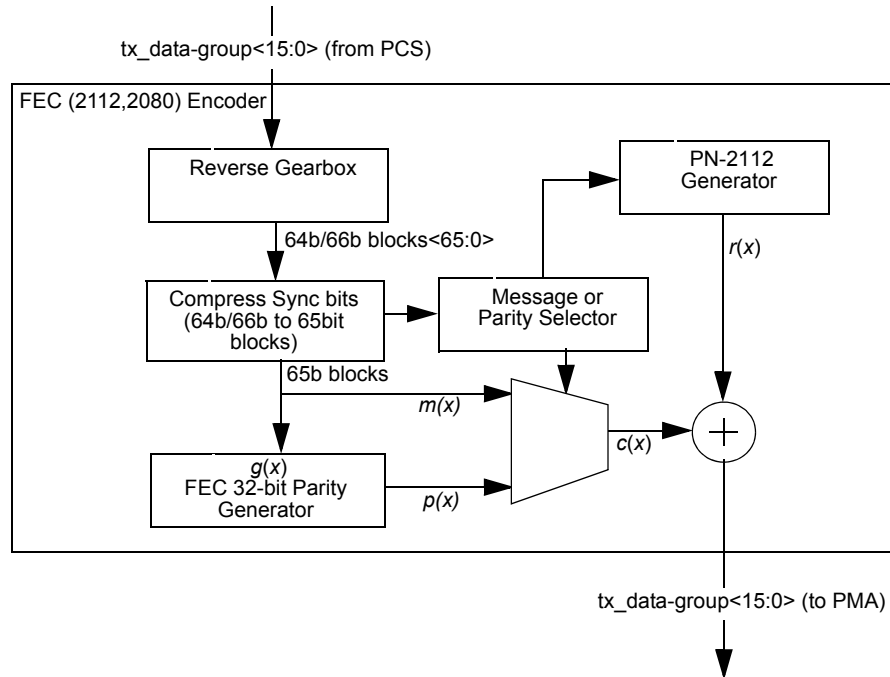 tx_data-group<15:0> (from PCS)
FEC (2112,2080) Encoder
Reverse Gearbox
PN-2112
Generator
64b/66b blocks<65:0>
r(x)
Compress Sync bits
(64b/66b to 65bit
blocks)
Message or
Parity Selector
65b blocks
m(x)
c(x)
+
g(x)
FEC 32-bit Parity
Generator
p(x)
tx_data-group<15:0> (to PMA)